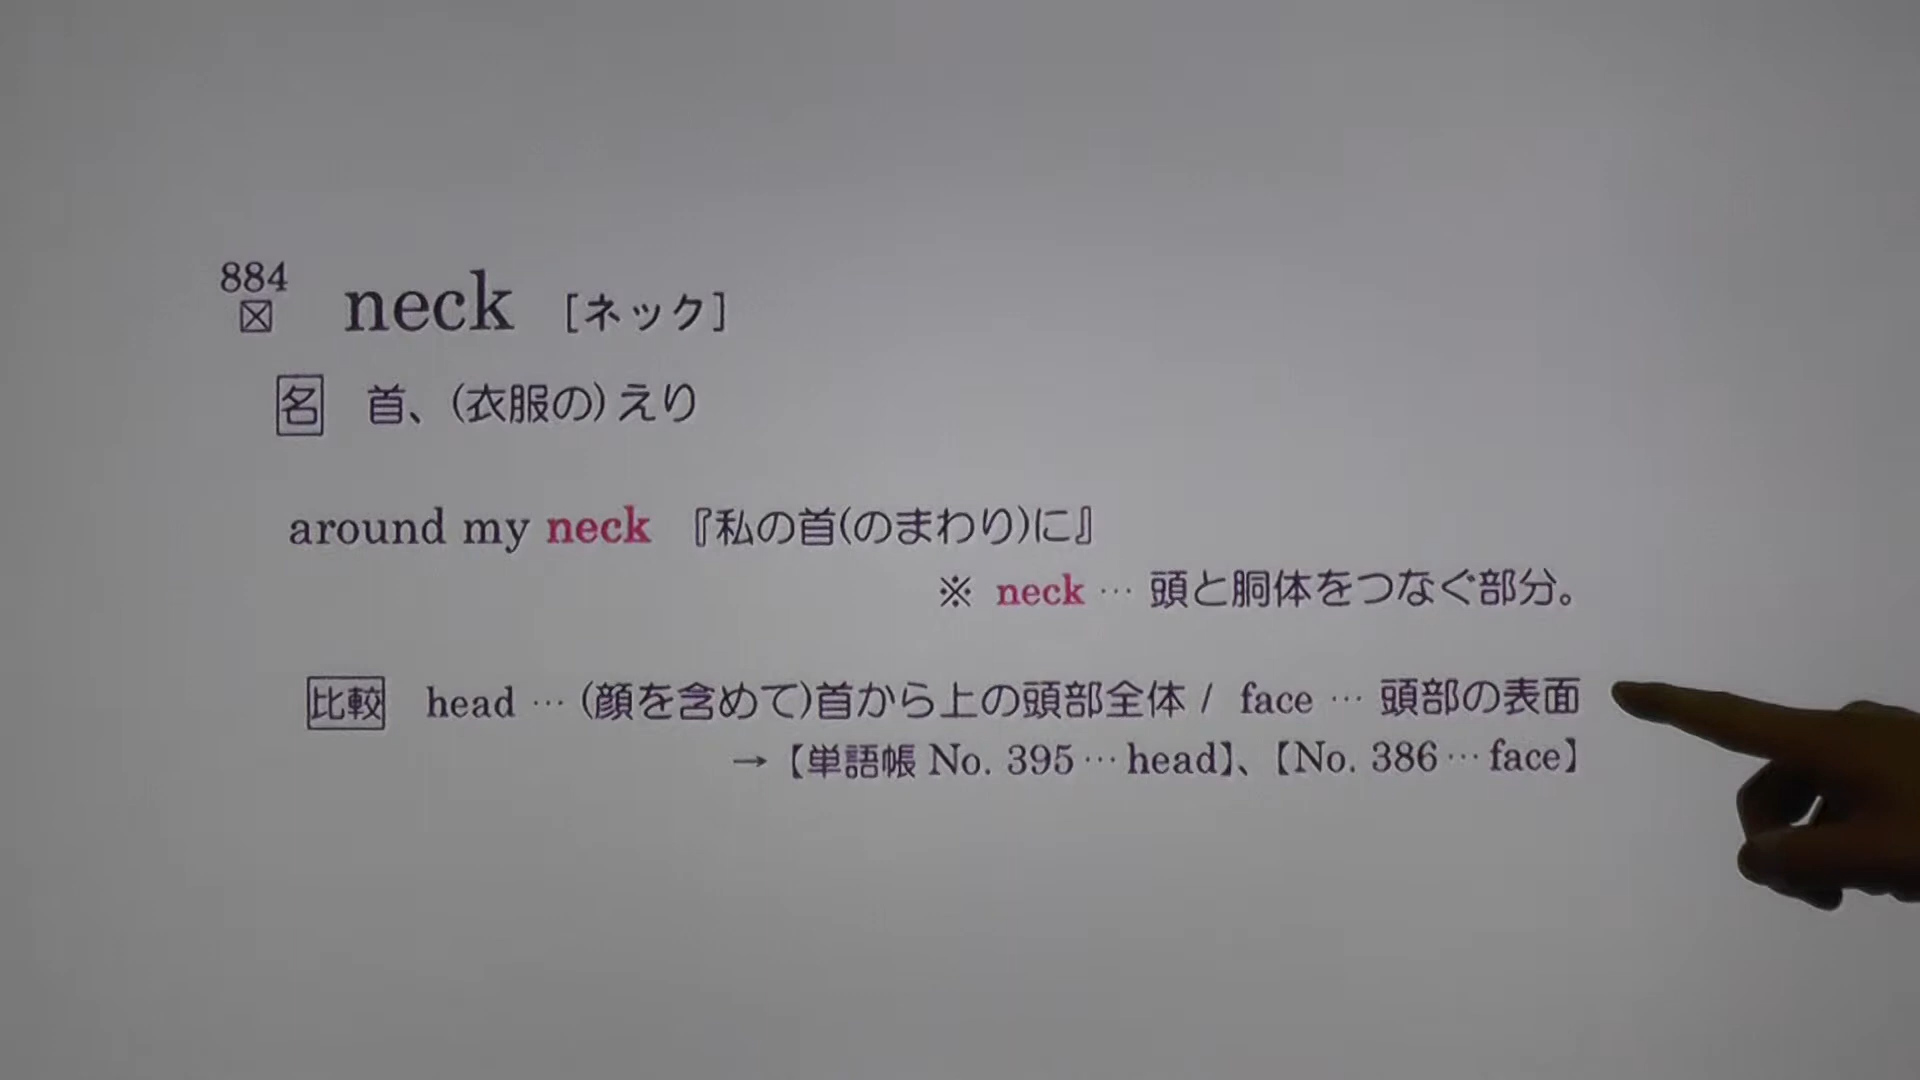 884
☒ neck [ネック]
名 首、(衣服の)えり
around my neck 『私の首(のまわり)に』
※ neck … 頭と胴体をつなぐ部分。
比較 head … (顔を含めて)首から上の頭部全体 / face … 頭部の表面
→【単語帳 No. 395 … head】、【No. 386 … face】